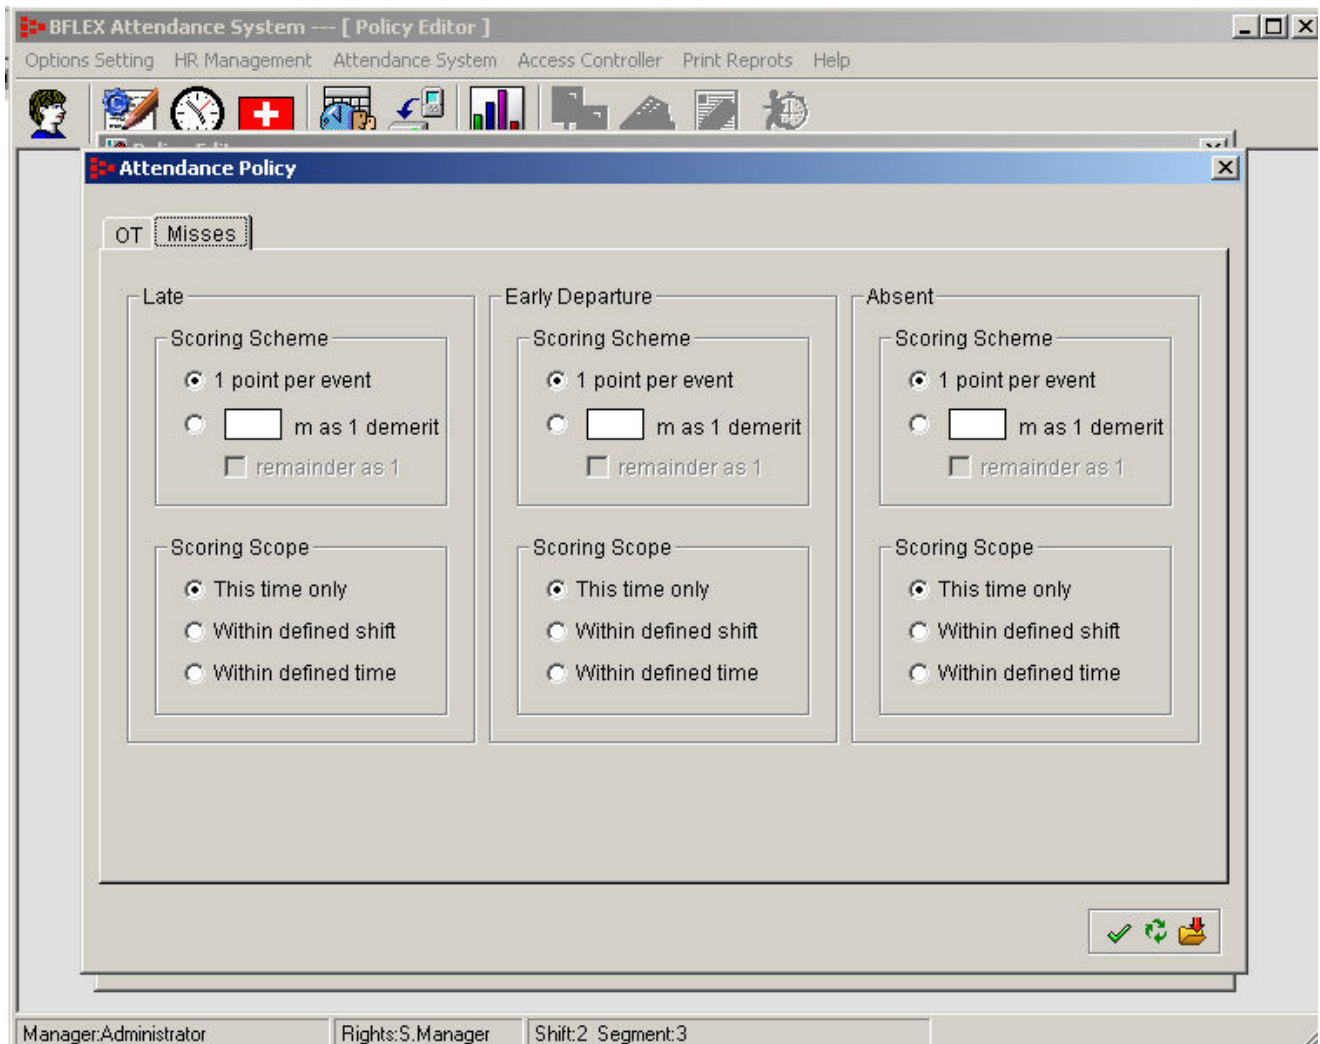 BFLEX Attendance System --- [ Policy Editor ]
Options Setting HR Management Attendance System Access Controller Print Reprots Help
Attendance Policy
OT Misses
Late Early Departure Absent
Scoring Scheme Scoring Scheme Scoring Scheme
1 point per event 1 point per event 1 point per event
m as 1 demerit m as 1 demerit m as 1 demerit
remainder as 1 remainder as 1 remainder as 1
Scoring Scope Scoring Scope Scoring Scope
This time only This time only This time only
Within defined shift Within defined shift Within defined shift
Within defined time Within defined time Within defined time
Manager:Administrator Rights:S.Manager Shift:2 Segment:3